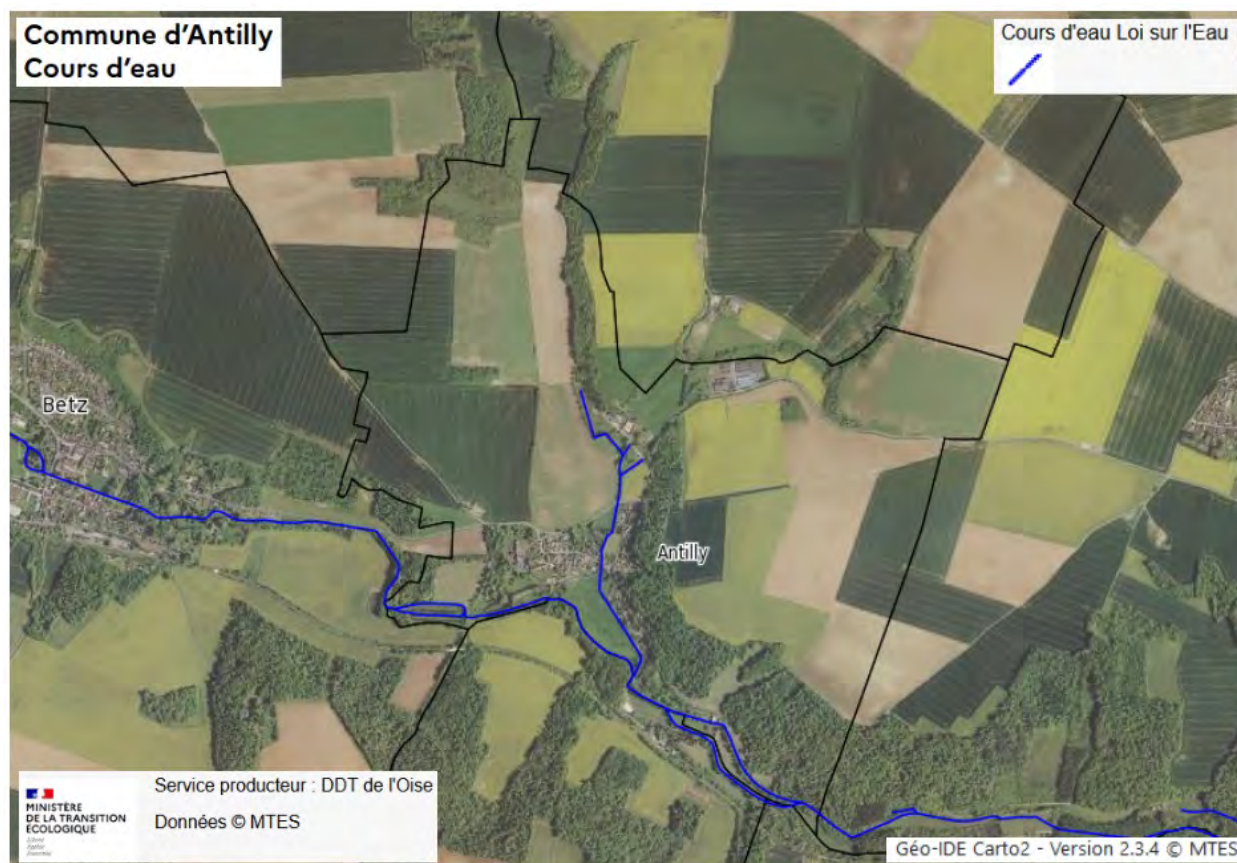 Commune d'Antilly
Cours d'eau
Cours d'eau Loi sur l'Eau
Betz
Antilly
MINISTÈRE
DE LA TRANSITION
ÉCOLOGIQUE
Service producteur : DDT de l'Oise
Données © MTES
Géo-IDE Carto2 - Version 2.3.4 © MTES